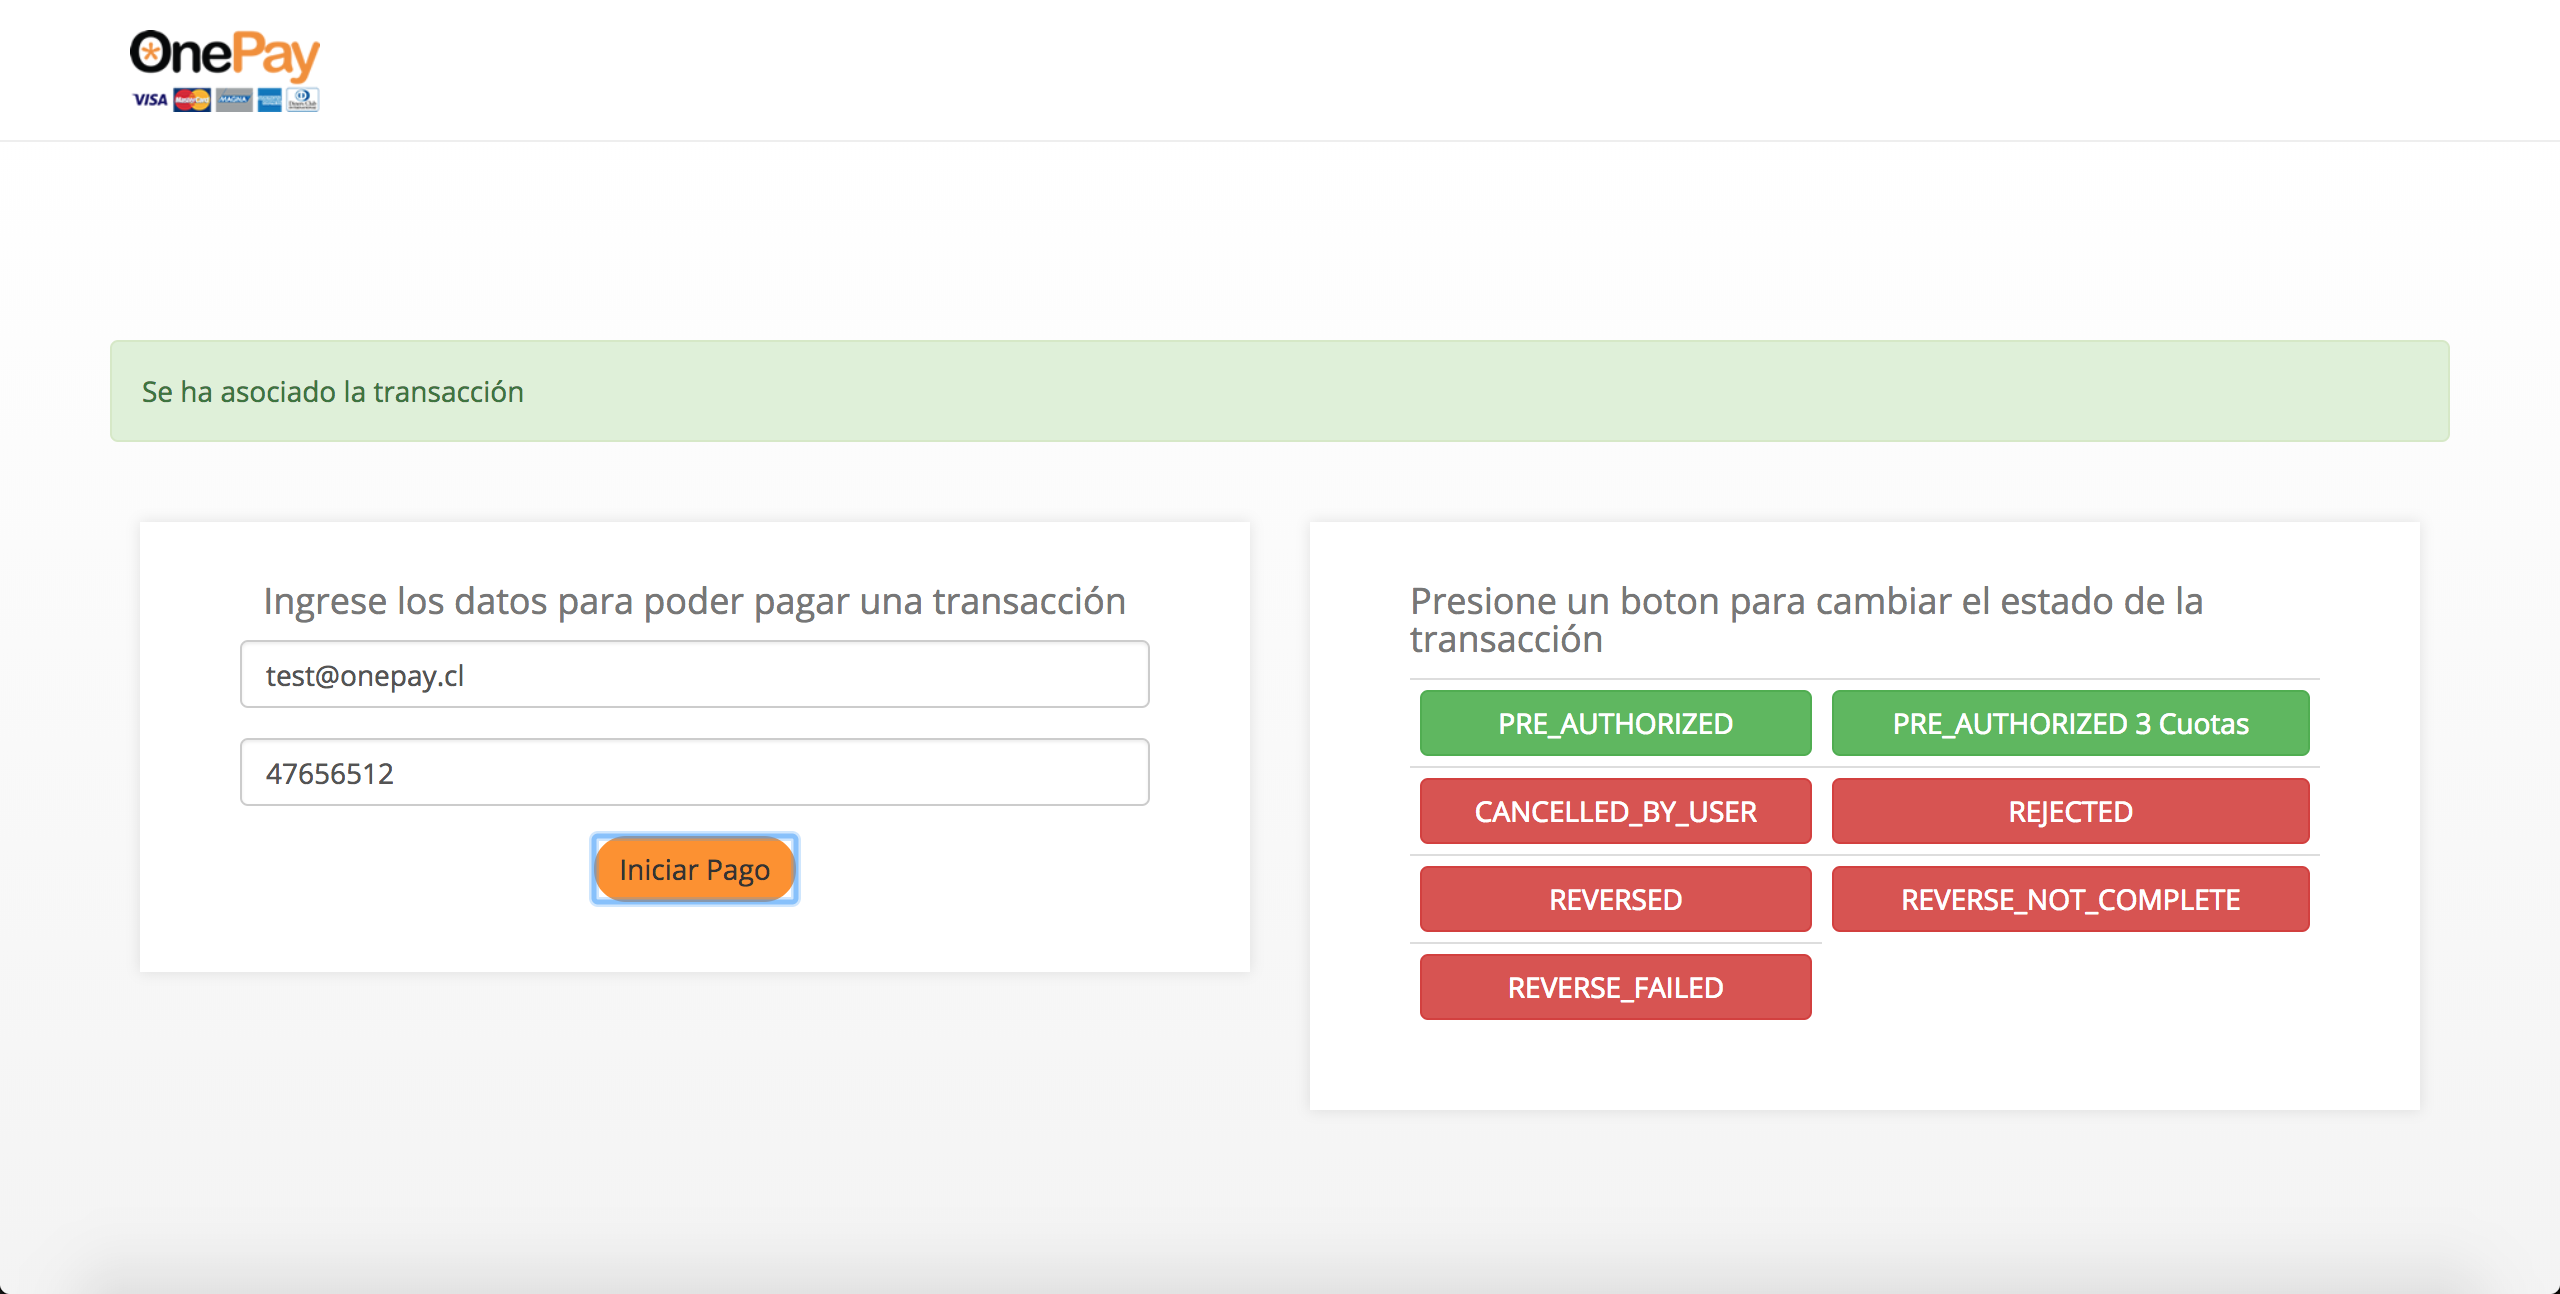 OnePay
VISA MasterCard MAGNA
Se ha asociado la transacción
Ingrese los datos para poder pagar una transacción
test@onepay.cl
47656512
Iniciar Pago
Presione un boton para cambiar el estado de la
transacción
PRE_AUTHORIZED PRE_AUTHORIZED 3 Cuotas
CANCELLED_BY_USER REJECTED
REVERSED REVERSE_NOT_COMPLETE
REVERSE_FAILED